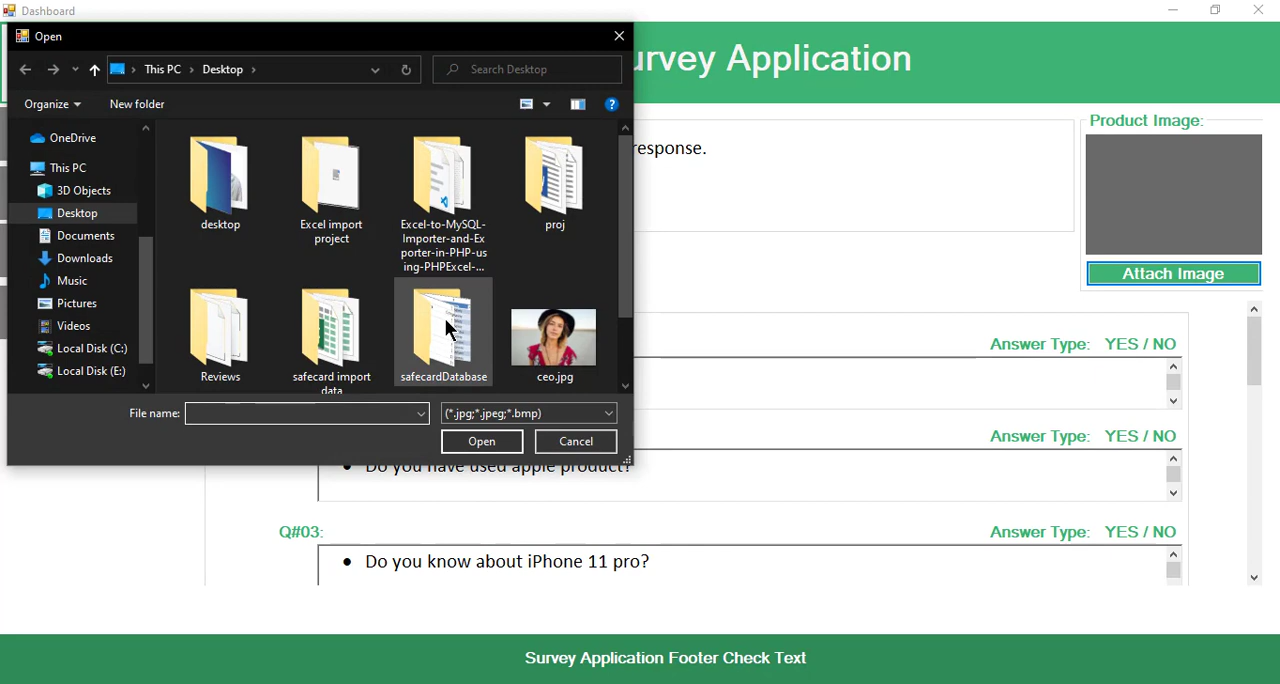 Dashboard
Open
This PC
Desktop
Search Desktop
Organize
New folder
OneDrive
This PC
3D Objects
Desktop
Documents
Downloads
Music
Pictures
Videos
Local Disk (C:)
Local Disk (E:)
desktop
Excel import
project
Excel-to-MySQL-
Importer-and-Ex
porter-in-PHP-us
ing-PHPExcel-...
proj
Reviews
safecard import
data
safecardDatabase
ceo.jpg
File name:
(*.jpg;*.jpeg;*.bmp)
Open
Cancel
urvey Application
response.
Product Image:
Attach Image
Answer Type: YES / NO
Answer Type: YES / NO
• Do you have used apple product?
Q#03:
Answer Type: YES / NO
• Do you know about iPhone 11 pro?
Survey Application Footer Check Text